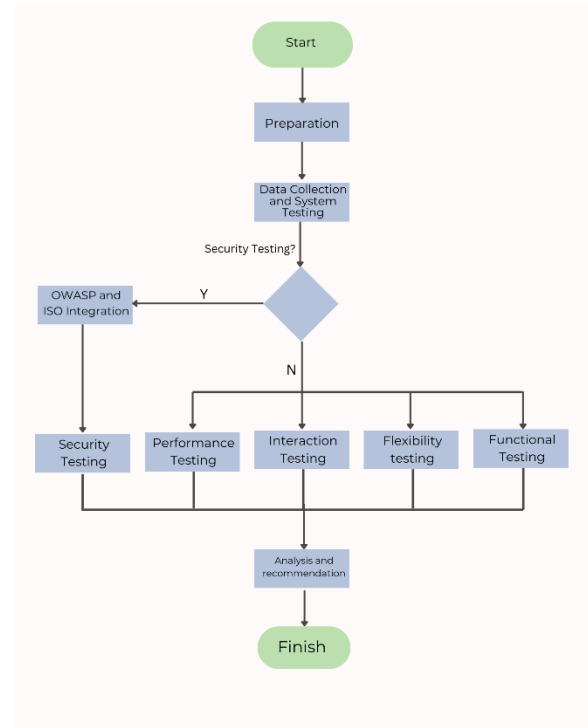 Start
Preparation
Data Collection
and System
Testing
Security Testing?
OWASP and
ISO Integration
Y
N
Security
Testing
Performance
Testing
Interaction
Testing
Flexibility
testing
Functional
Testing
Analysis and
recommendation
Finish